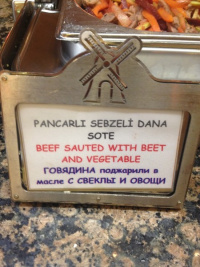 PANCARLI SEBZELİ DANA
SOTE
BEEF SAUTED WITH BEET
AND VEGETABLE
ГОВЯДИНА поджарили в
масле С СВЕКЛЫ И ОВОЩИ